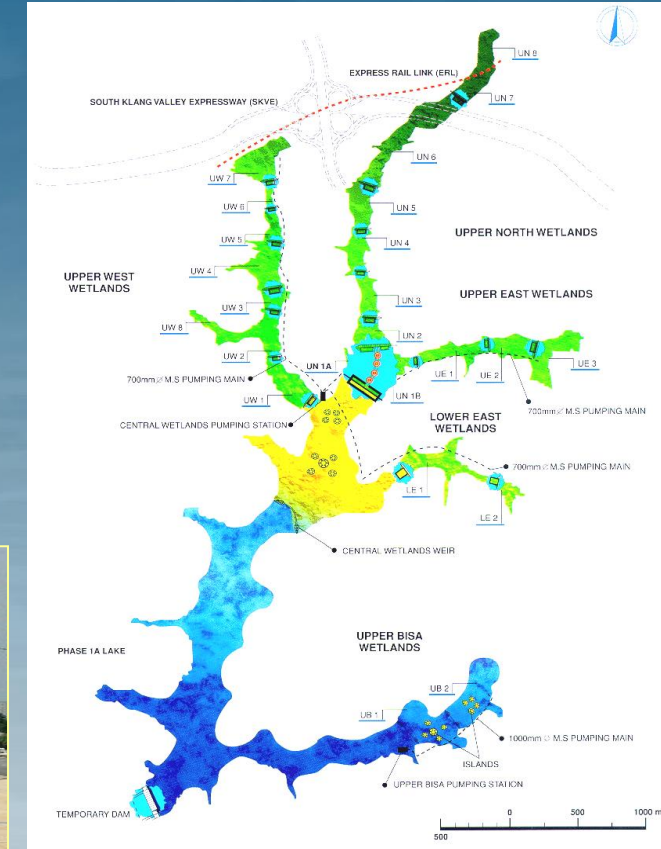 UN 8
EXPRESS RAIL LINK (ERL)
UN 7
SOUTH KLANG VALLEY EXPRESSWAY (SKVE)
UN 6
UW 7
UW 6
UN 5
UW 5
UN 4
UPPER NORTH WETLANDS
UW 4
UPPER WEST
WETLANDS
UPPER EAST WETLANDS
UW 3
UN 3
UW 8
UN 2
UW 2
UN 1A
UE 1
UE 2
UE 3
700mm⌀ M.S PUMPING MAIN
UW 1
UN 1B
700mm⌀ M.S PUMPING MAIN
CENTRAL WETLANDS PUMPING STATION
LOWER EAST
WETLANDS
700mm⌀ M.S PUMPING MAIN
LE 1
LE 2
CENTRAL WETLANDS WEIR
PHASE 1A LAKE
UPPER BISA
WETLANDS
UB 2
UB 1
1000mm ⌀ M.S PUMPING MAIN
ISLANDS
UPPER BISA PUMPING STATION
TEMPORARY DAM
0 500 1000 m
500